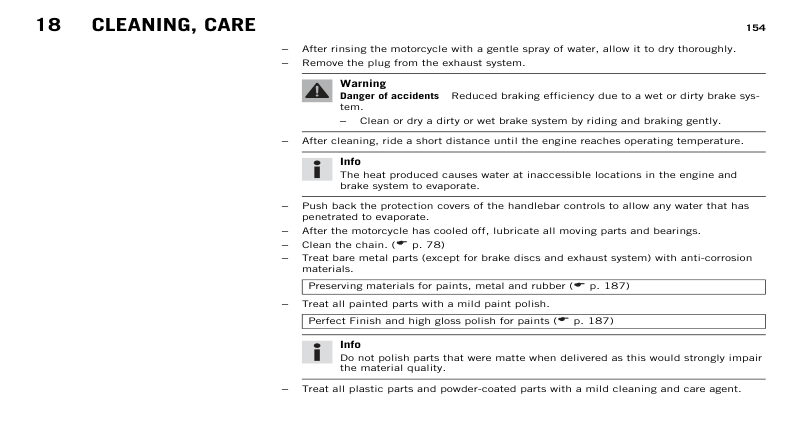 18 CLEANING, CARE 154
– After rinsing the motorcycle with a gentle spray of water, allow it to dry thoroughly.
– Remove the plug from the exhaust system.
Warning
Danger of accidents Reduced braking efficiency due to a wet or dirty brake sys-
tem.
– Clean or dry a dirty or wet brake system by riding and braking gently.
– After cleaning, ride a short distance until the engine reaches operating temperature.
Info
The heat produced causes water at inaccessible locations in the engine and
brake system to evaporate.
– Push back the protection covers of the handlebar controls to allow any water that has
penetrated to evaporate.
– After the motorcycle has cooled off, lubricate all moving parts and bearings.
– Clean the chain. (☛ p. 78)
– Treat bare metal parts (except for brake discs and exhaust system) with anti-corrosion
materials.
Preserving materials for paints, metal and rubber (☛ p. 187)
– Treat all painted parts with a mild paint polish.
Perfect Finish and high gloss polish for paints (☛ p. 187)
Info
Do not polish parts that were matte when delivered as this would strongly impair
the material quality.
– Treat all plastic parts and powder-coated parts with a mild cleaning and care agent.